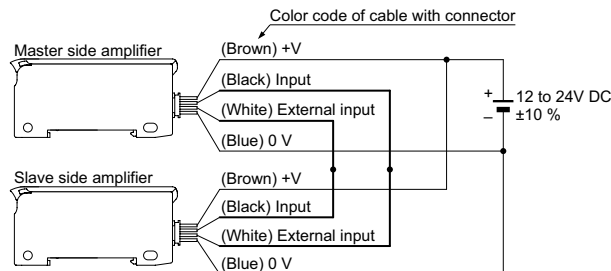 Color code of cable with connector
Master side amplifier
(Brown) +V
(Black) Input
(White) External input
(Blue) 0 V
+
12 to 24V DC
–
±10 %
Slave side amplifier
(Brown) +V
(Black) Input
(White) External input
(Blue) 0 V